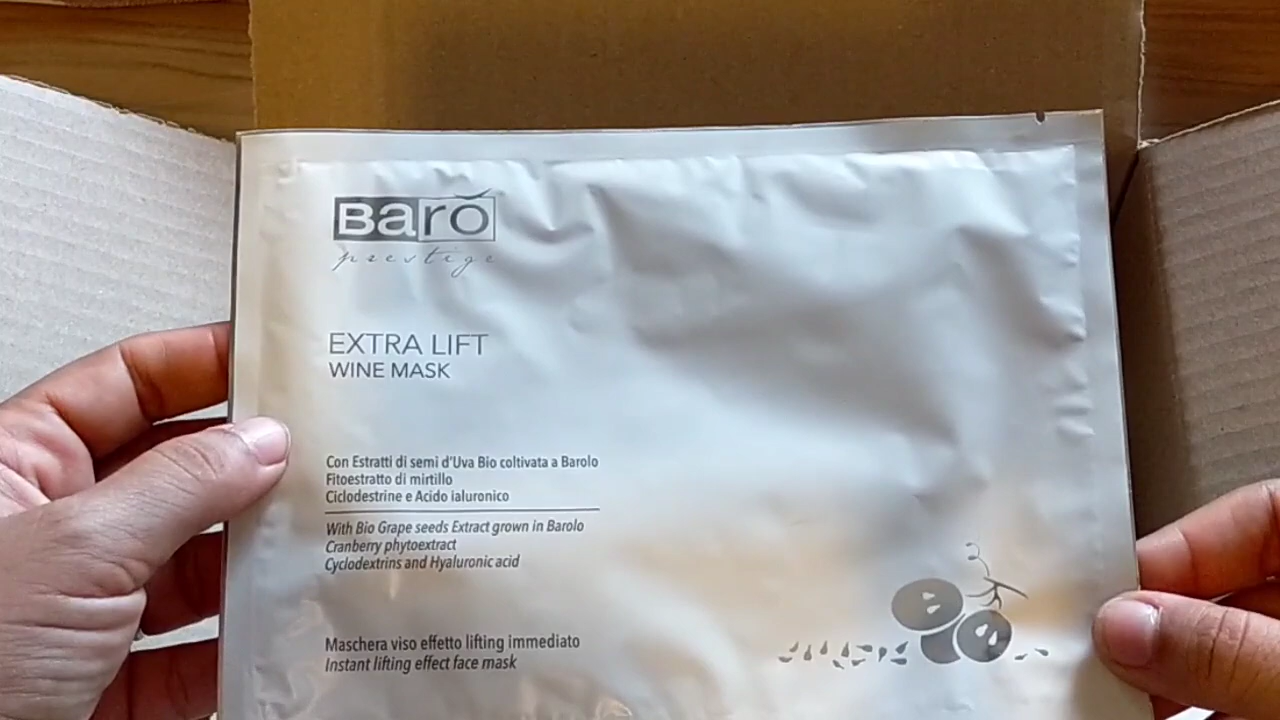 Barò
prestige
EXTRA LIFT
WINE MASK
Con Estratti di semi d'Uva Bio coltivata a Barolo
Fitoestratto di mirtillo
Ciclodestrine e Acido ialuronico
With Bio Grape seeds Extract grown in Barolo
Cranberry phytoextract
Cyclodextrins and Hyaluronic acid
Maschera viso effetto lifting immediato
Instant lifting effect face mask